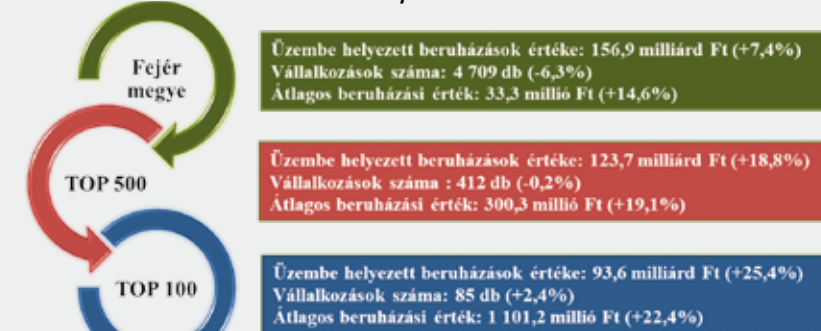 Fejér
megye
Üzembe helyezett beruházások értéke: 156,9 milliárd Ft (+7,4%)
Vállalkozások száma: 4 709 db (-6,3%)
Átlagos beruházási érték: 33,3 millió Ft (+14,6%)
TOP 500
Üzembe helyezett beruházások értéke: 123,7 milliárd Ft (+18,8%)
Vállalkozások száma : 412 db (-0,2%)
Átlagos beruházási érték: 300,3 millió Ft (+19,1%)
TOP 100
Üzembe helyezett beruházások értéke: 93,6 milliárd Ft (+25,4%)
Vállalkozások száma: 85 db (+2,4%)
Átlagos beruházási érték: 1 101,2 millió Ft (+22,4%)